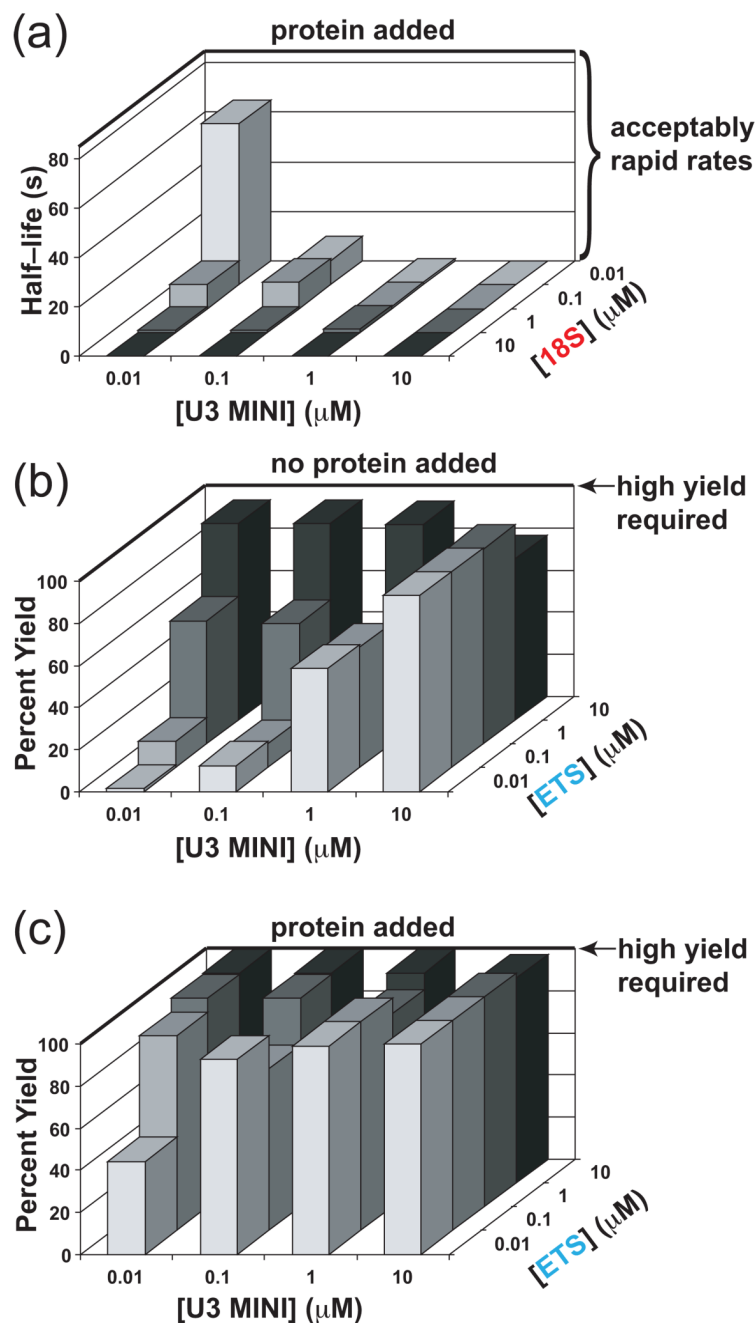 (a)
protein added
acceptably
rapid rates
Half–life (s)
80
60
40
20
0
0.01
0.1
1
10
[U3 MINI] (μM)
10
1
0.1
0.01
[18S] (μM)
(b)
no protein added
high yield
required
Percent Yield
100
80
60
40
20
0
0.01
0.1
1
10
[U3 MINI] (μM)
0.01
0.1
1
10
[ETS] (μM)
(c)
protein added
high yield
required
Percent Yield
100
80
60
40
20
0
0.01
0.1
1
10
[U3 MINI] (μM)
0.01
0.1
1
10
[ETS] (μM)